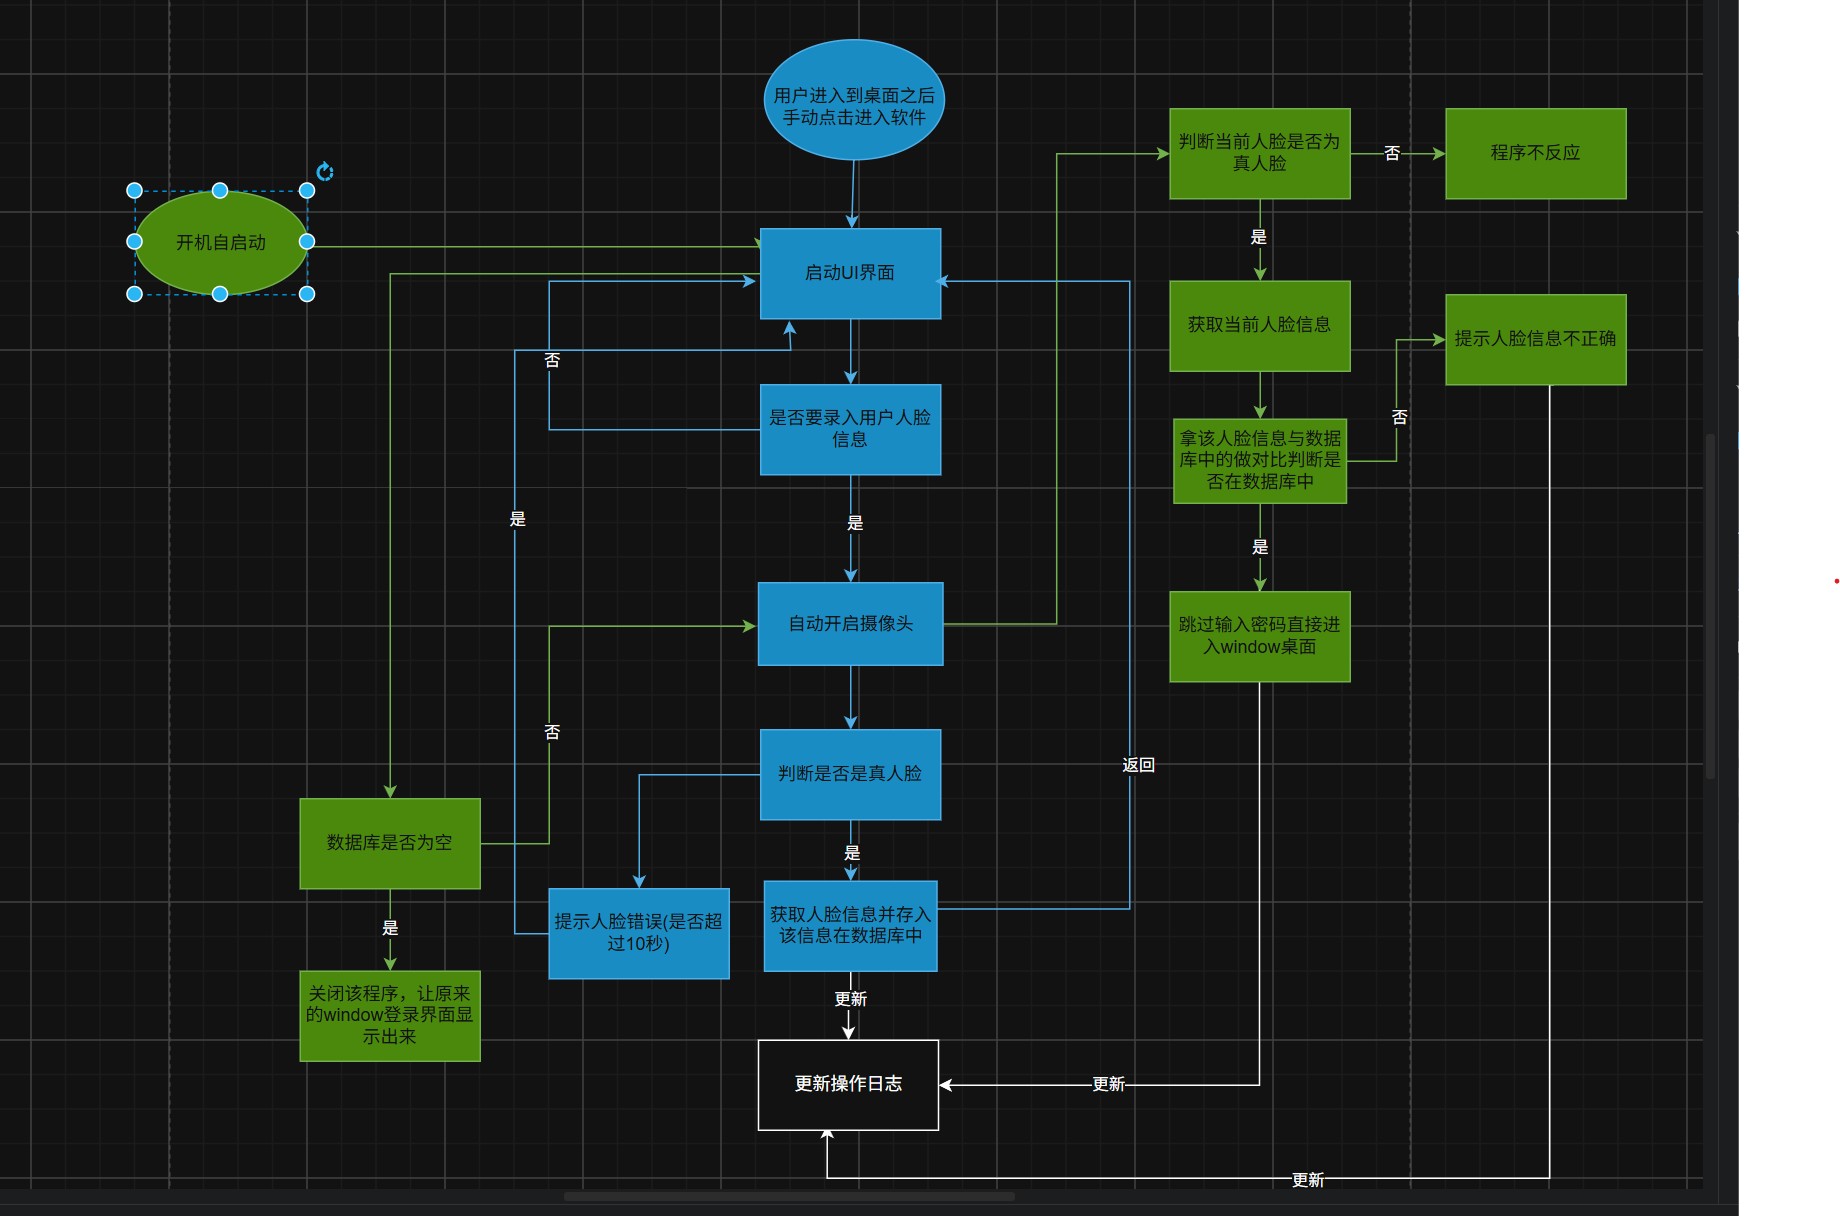 用户进入到桌面之后
手动点击进入软件
判断当前人脸是否为
真人脸
否
程序不反应
开机自启动
是
启动UI界面
获取当前人脸信息
提示人脸信息不正确
否
是否要录入用户人脸
信息
否
拿该人脸信息与数据
库中的做对比判断是
否在数据库中
是
是
是
自动开启摄像头
跳过输入密码直接进
入window桌面
否
返回
判断是否是真人脸
数据库是否为空
是
是
提示人脸错误(是否超
过10秒)
获取人脸信息并存入
该信息在数据库中
关闭该程序，让原来
的window登录界面显
示出来
更新
更新操作日志
更新
更新